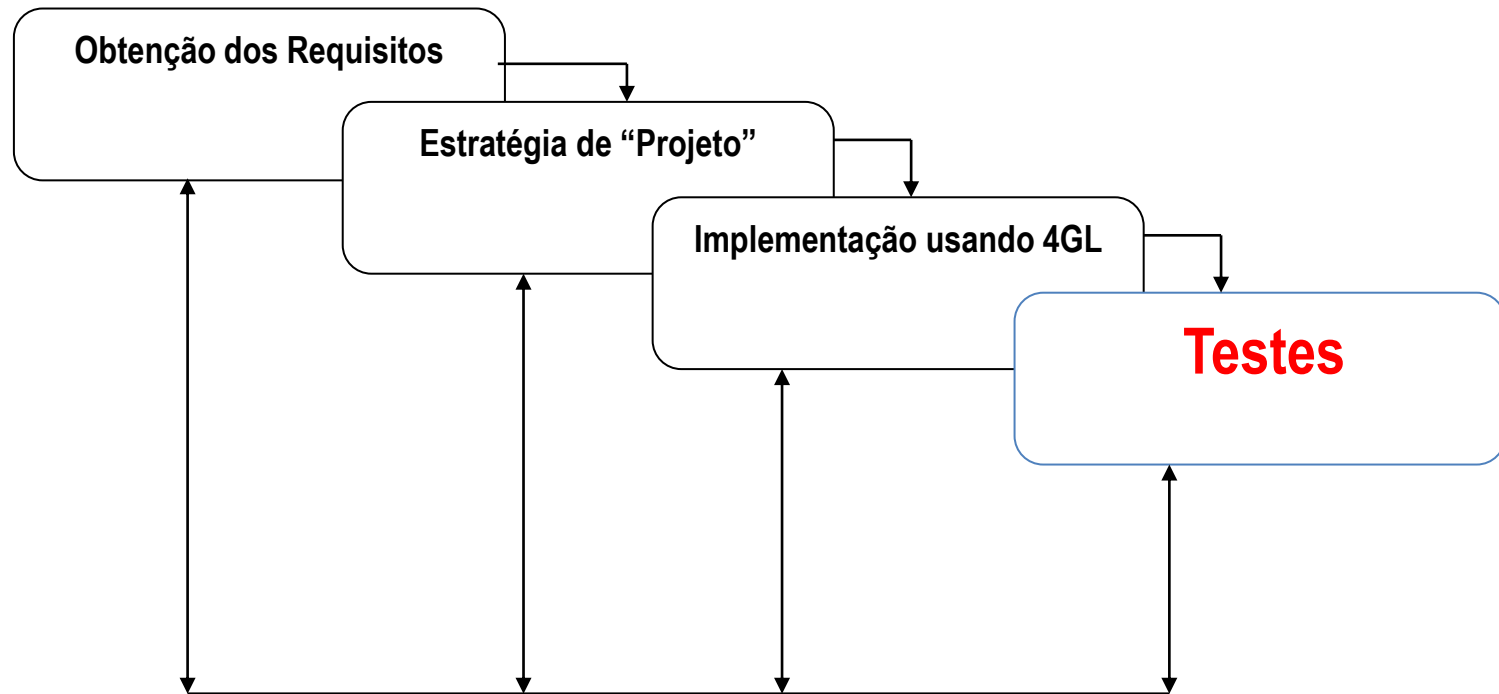 Obtenção dos Requisitos
Estratégia de “Projeto”
Implementação usando 4GL
Testes